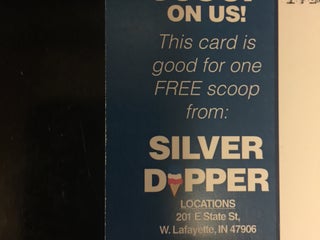 ON US!
This card is
good for one
FREE scoop
from:
SILVER
DIPPER
LOCATIONS
201 E State St,
W. Lafayette, IN 47906